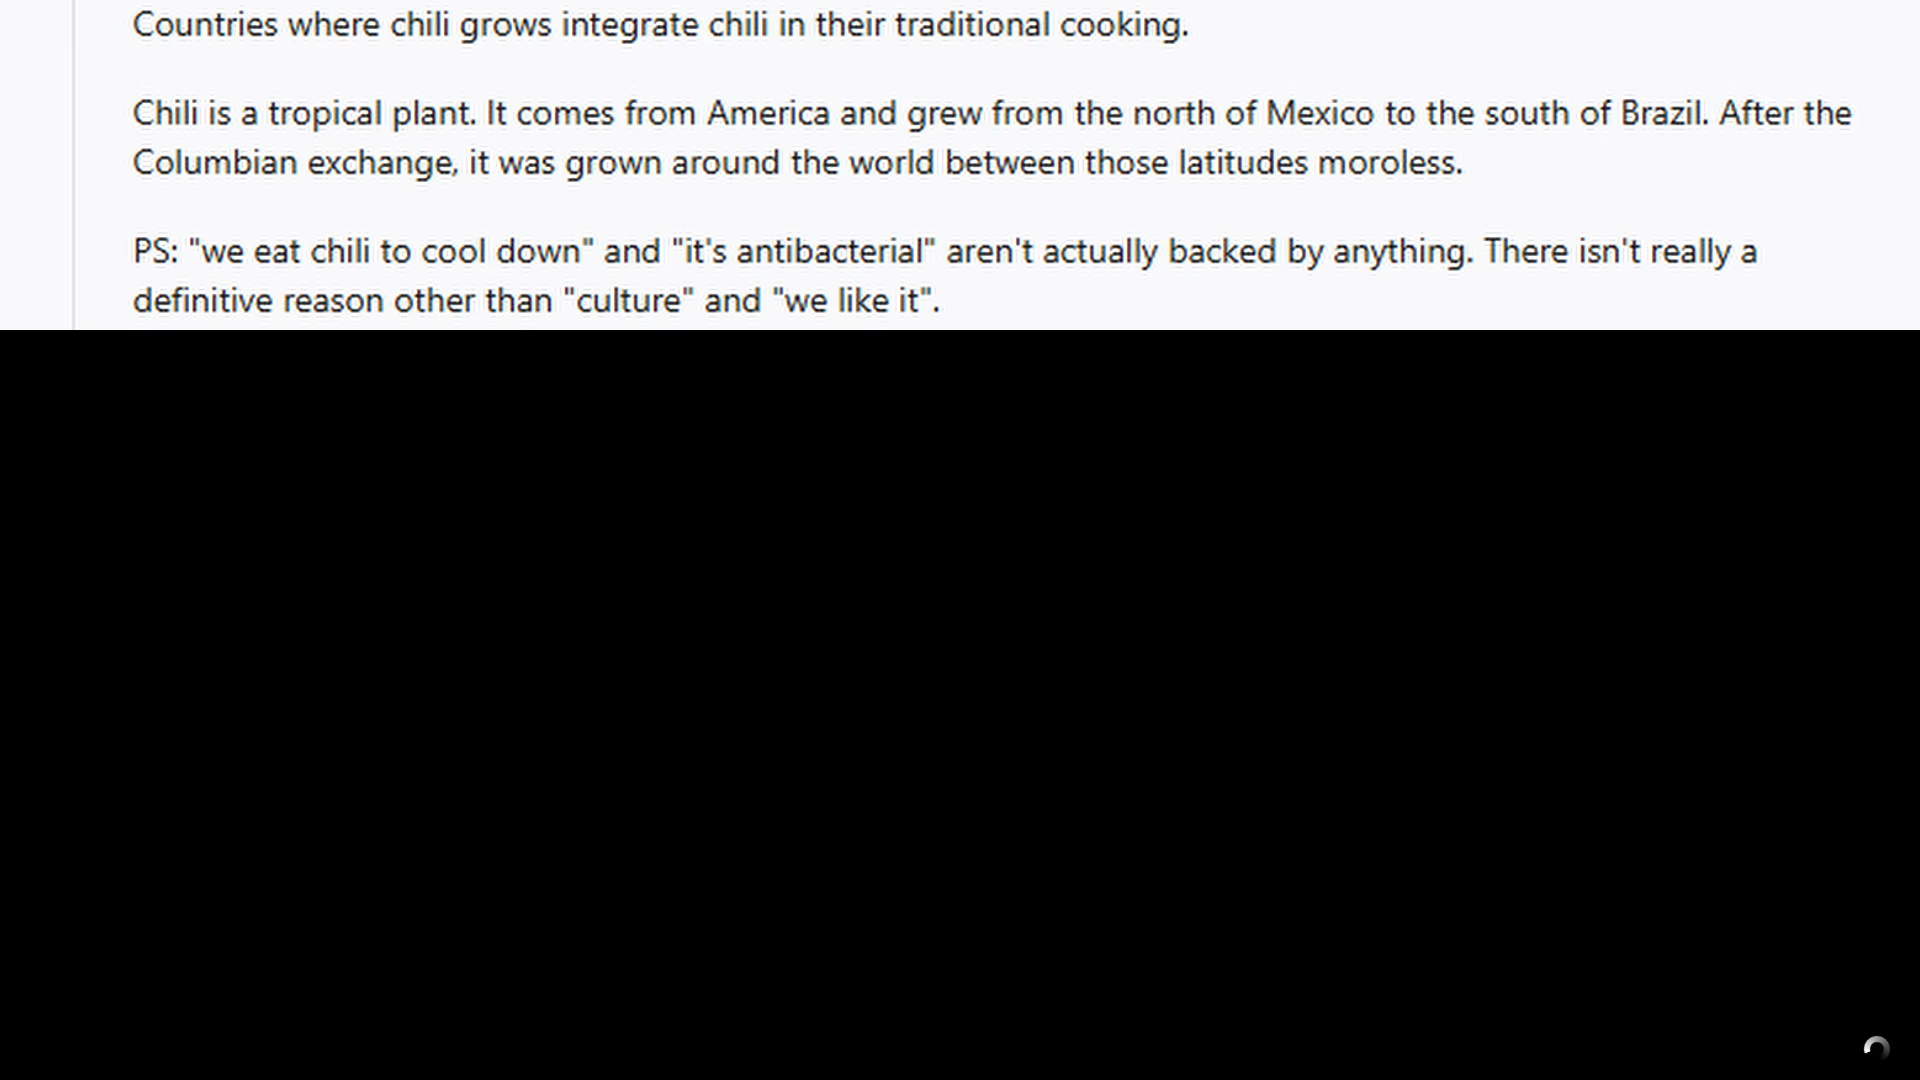 Countries where chili grows integrate chili in their traditional cooking.
Chili is a tropical plant. It comes from America and grew from the north of Mexico to the south of Brazil. After the
Columbian exchange, it was grown around the world between those latitudes moroless.
PS: "we eat chili to cool down" and "it's antibacterial" aren't actually backed by anything. There isn't really a
definitive reason other than "culture" and "we like it".